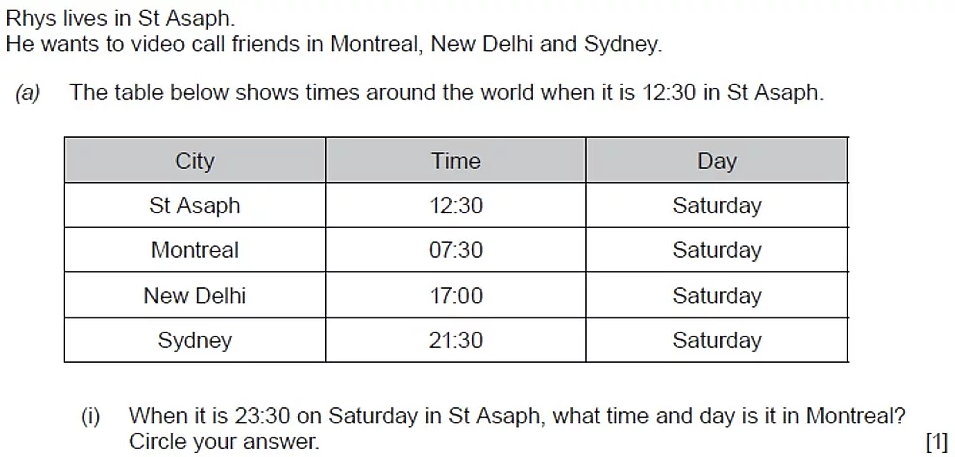 Rhys lives in St Asaph.
He wants to video call friends in Montreal, New Delhi and Sydney.
(a) The table below shows times around the world when it is 12:30 in St Asaph.
City Time Day
St Asaph 12:30 Saturday
Montreal 07:30 Saturday
New Delhi 17:00 Saturday
Sydney 21:30 Saturday
(i) When it is 23:30 on Saturday in St Asaph, what time and day is it in Montreal?
Circle your answer. [1]